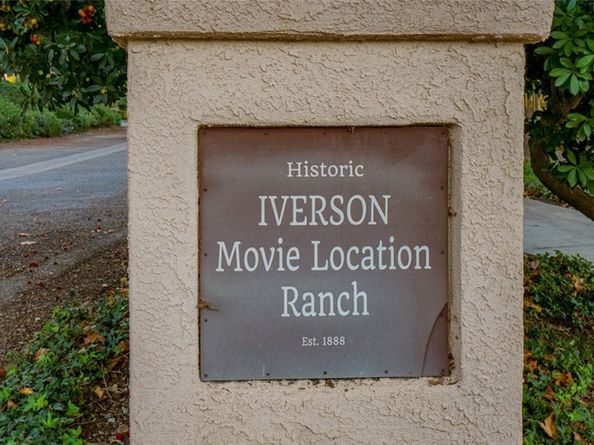 Historic
IVERSON
Movie Location
Ranch
Est. 1888